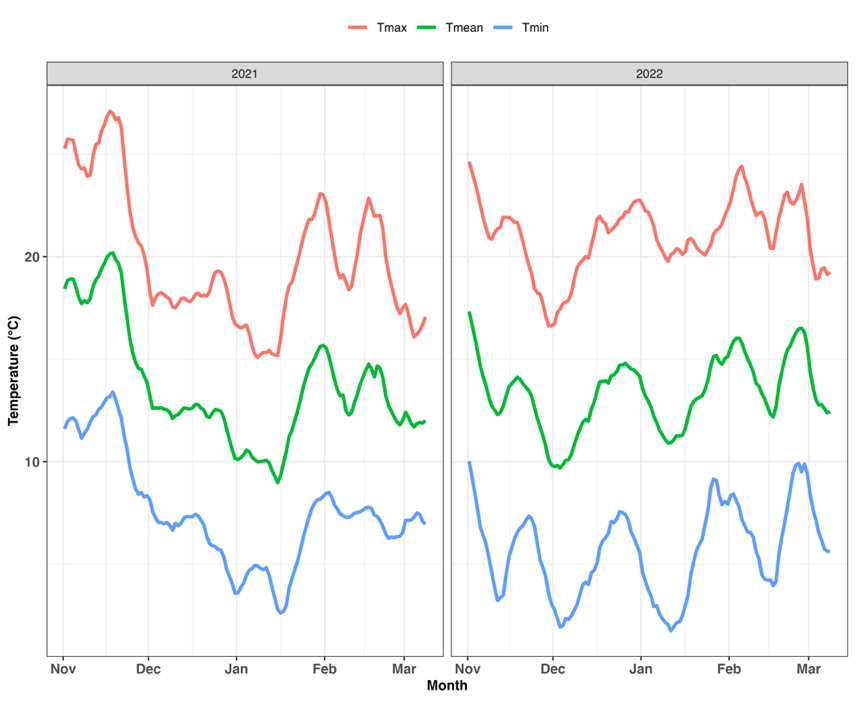 Tmax Tmean Tmin
2021 2022
20
10
Temperature (°C)
Nov Dec Jan Feb Mar Nov Dec Jan Feb Mar
Month